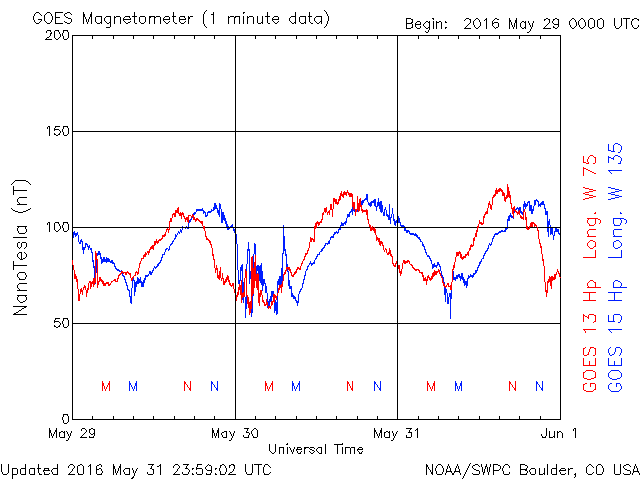 GOES Magnetometer (1 minute data)
Begin: 2016 May 29 0000 UTC
200
150
100
50
0
NanoTesla (nT)
M M N N M M N N M M N N
May 29 May 30 May 31 Jun 1
Universal Time
GOES 13 Hp Long. W 75
GOES 15 Hp Long. W 135
Updated 2016 May 31 23:59:02 UTC
NOAA/SWPC Boulder, CO USA